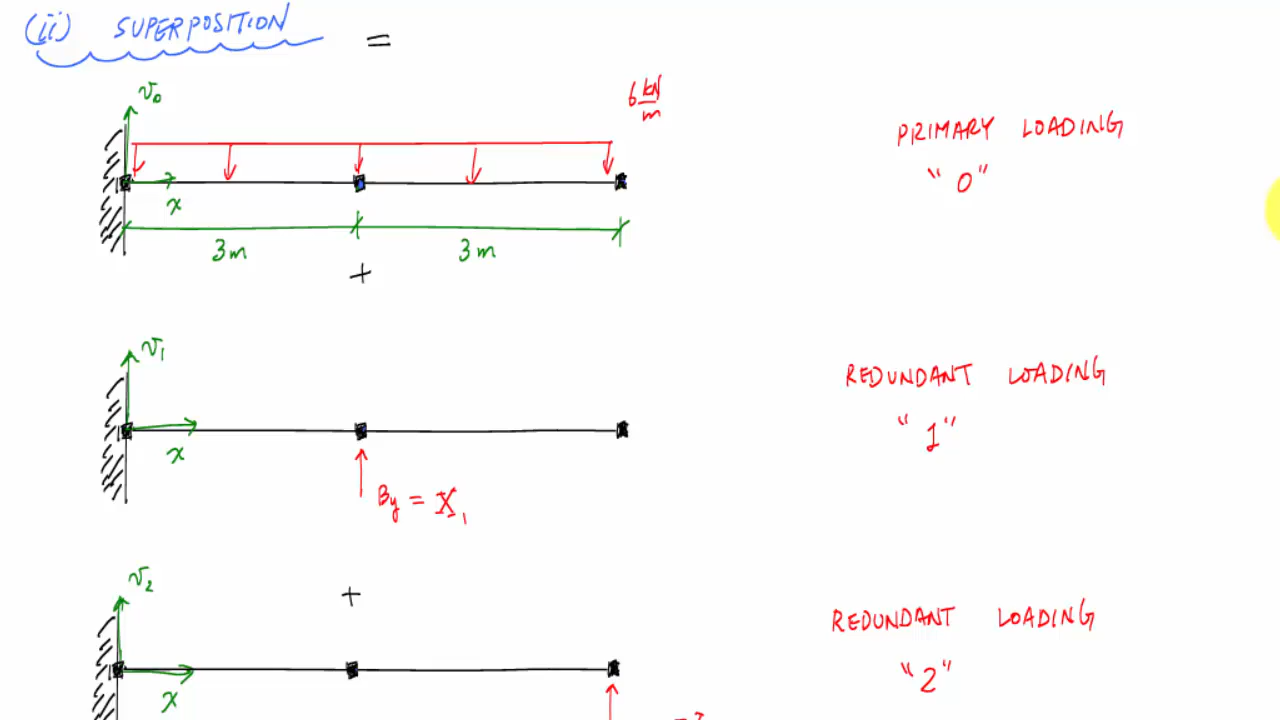 (ii) SUPERPOSITION =
v₀
6 kN/m
PRIMARY LOADING
"0"
x
3m 3m
+
v₁
REDUNDANT LOADING
"1"
x
By = X₁
v₂
+
REDUNDANT LOADING
"2"
x